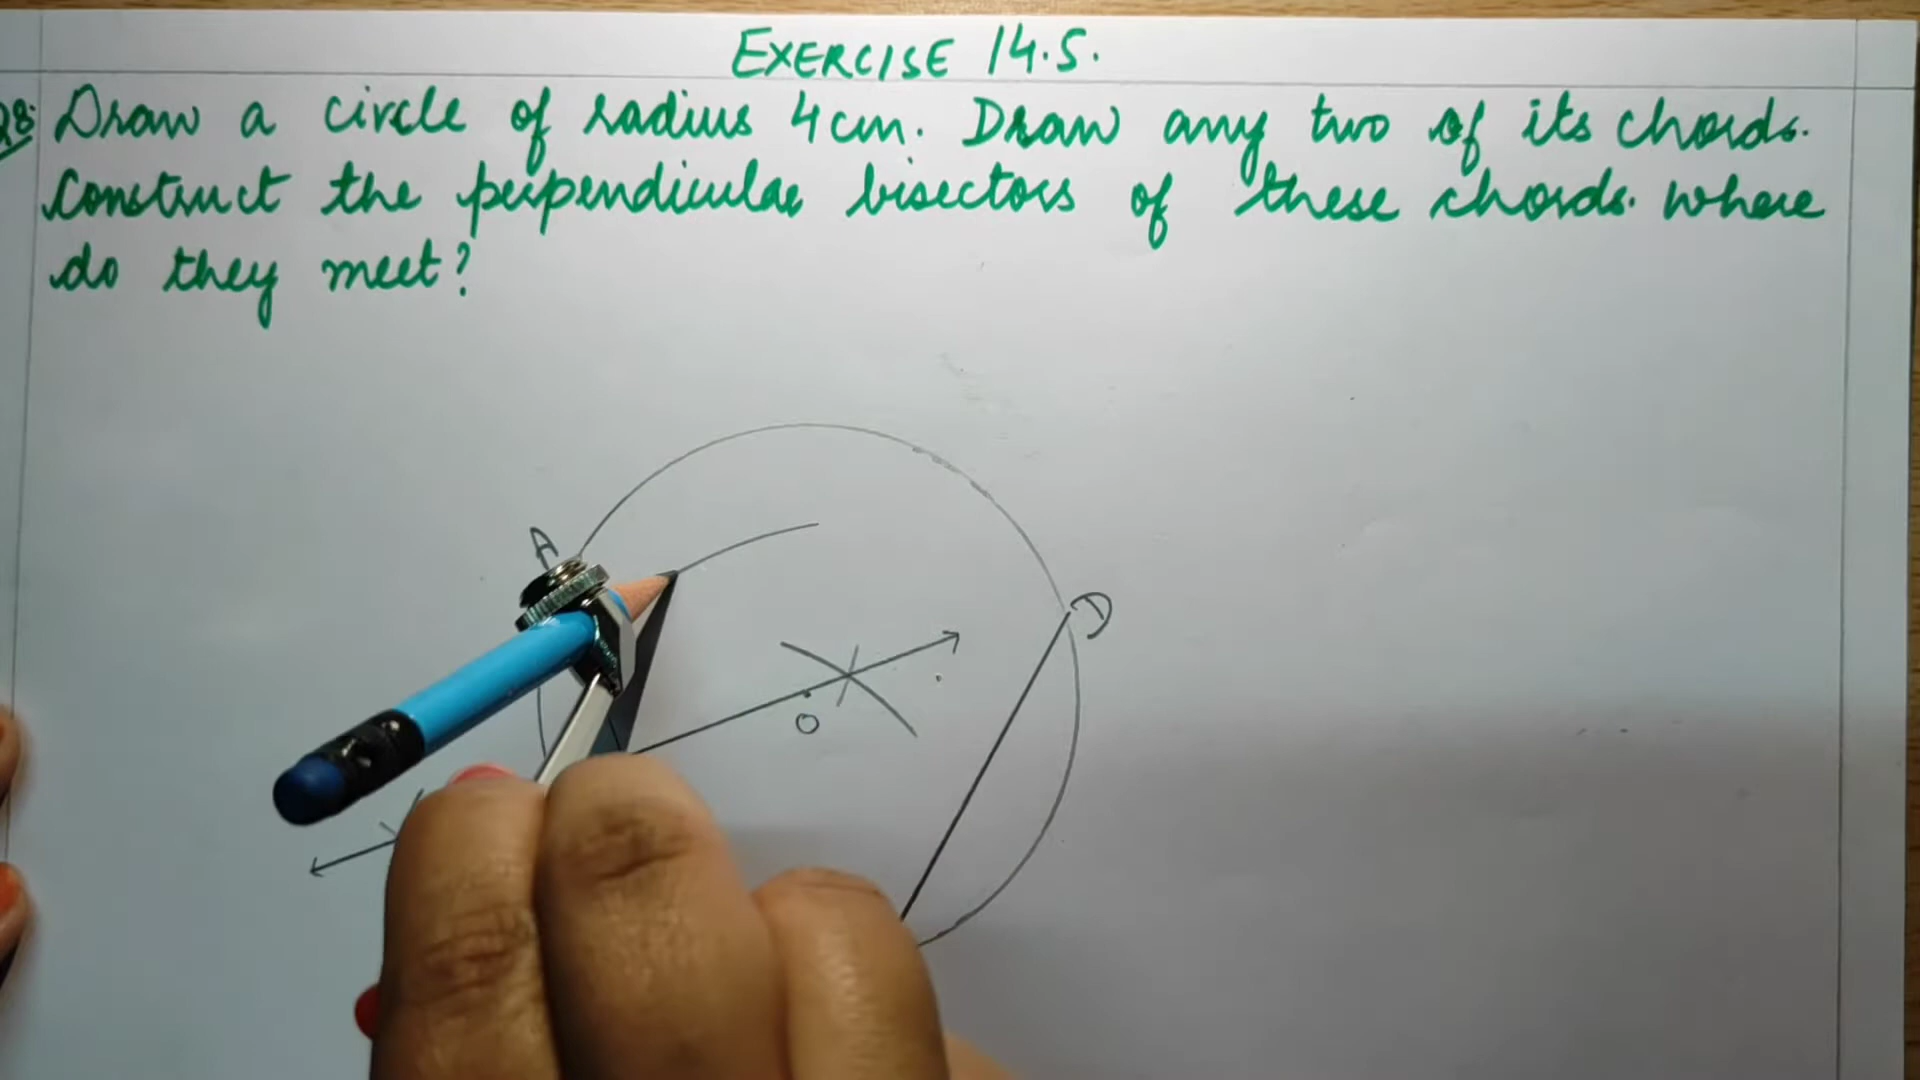 EXERCISE 14.5.
Q8: Draw a circle of radius 4cm. Draw any two of its chords.
Construct the perpendicular bisectors of these chords. Where
do they meet?
A
D
O